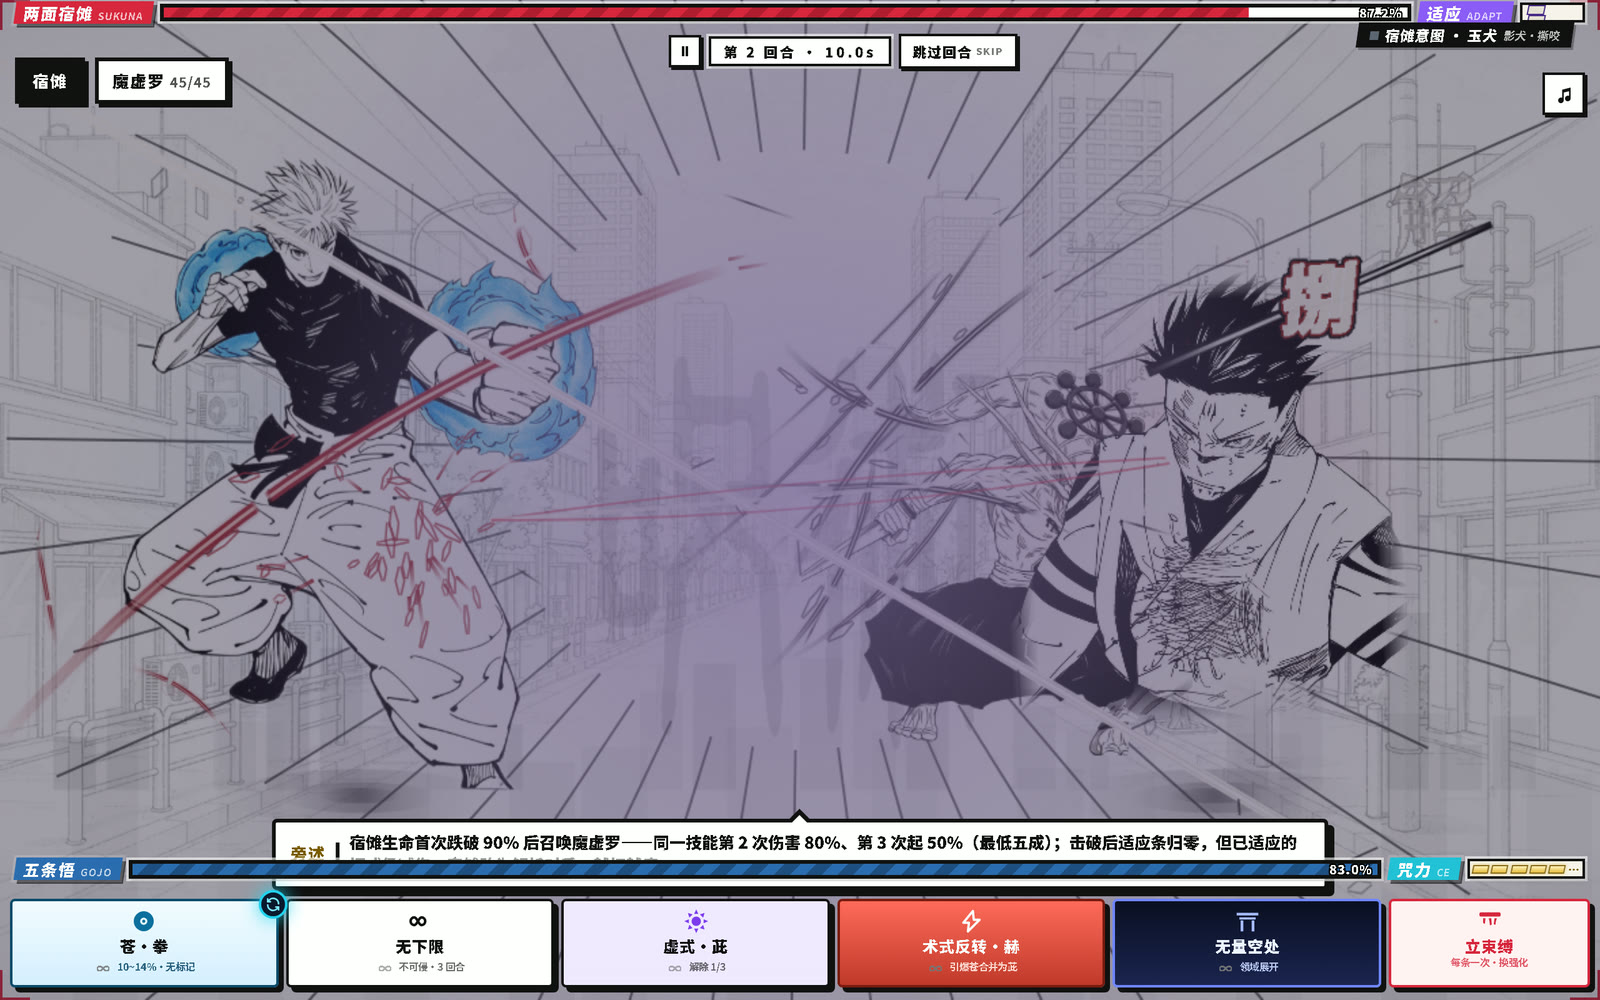 两面宿傩 SUKUNA
87.2%
适应 ADAPT
宿傩意图 · 玉犬 影犬·撕咬
第 2 回合 · 10.0s
跳过回合 SKIP
宿傩
魔虚罗 45/45
解
捌
旁述
宿傩生命首次跌破 90% 后召唤魔虚罗——同一技能第 2 次伤害 80%、第 3 次起 50%（最低五成）；击破后适应条归零，但已适应的
五条悟 GOJO
83.0%
咒力 CE
苍·拳
∞ 10~14%·无标记
∞
无下限
∞ 不可侵·3 回合
虚式·茈
∞ 解除 1/3
术式反转·赫
∞ 引爆苍合并为茈
无量空处
∞ 领域展开
立束缚
每条一次·换强化